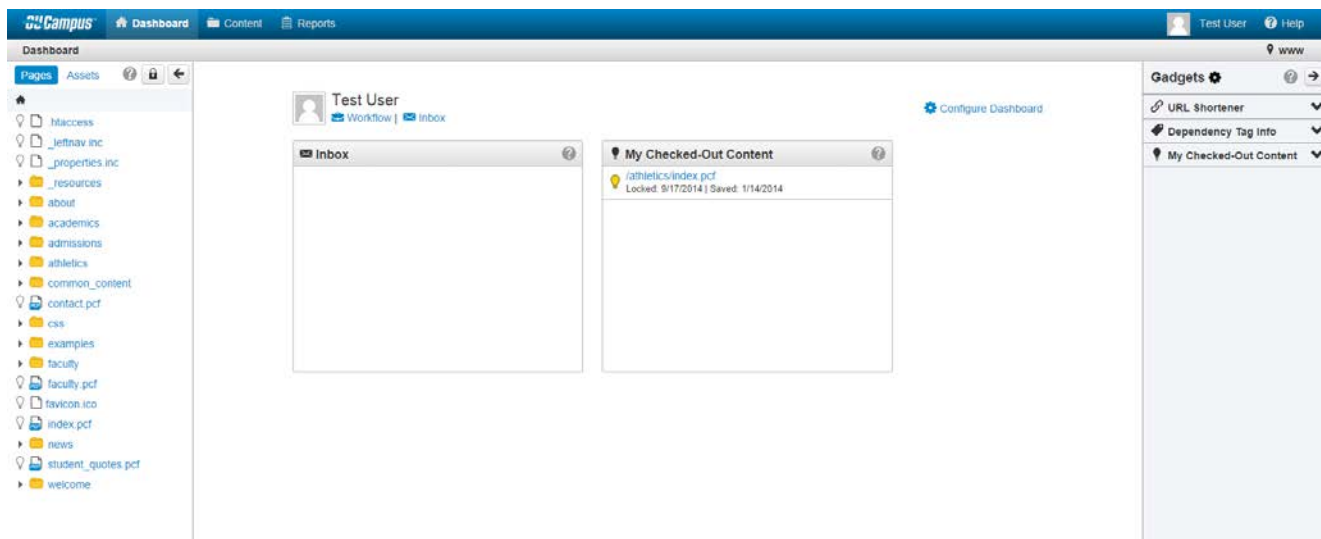 OU Campus Dashboard Content Reports Test User Help
Dashboard www
Pages Assets
.htaccess
_leftnav.inc
_properties.inc
_resources
about
academics
admissions
athletics
common_content
contact.pcf
css
examples
faculty
faculty.pcf
favicon.ico
index.pcf
news
student_quotes.pcf
welcome
Test User
Workflow | Inbox
Configure Dashboard
Inbox
My Checked-Out Content
/athletics/index.pcf
Locked: 9/17/2014 | Saved: 1/14/2014
Gadgets
URL Shortener
Dependency Tag Info
My Checked-Out Content